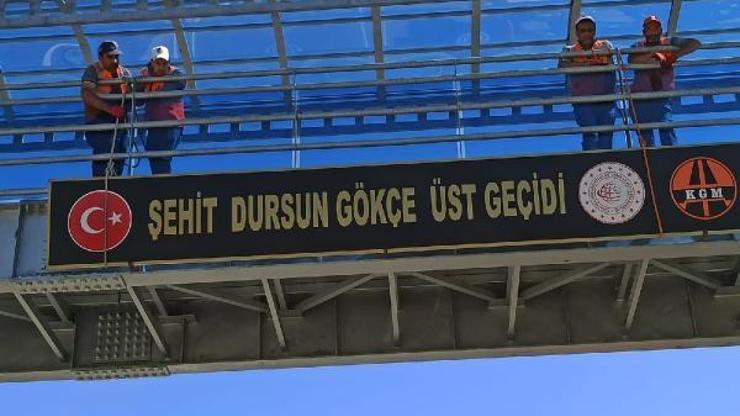 ŞEHİT DURSUN GÖKÇE ÜST GEÇİDİ
KGM